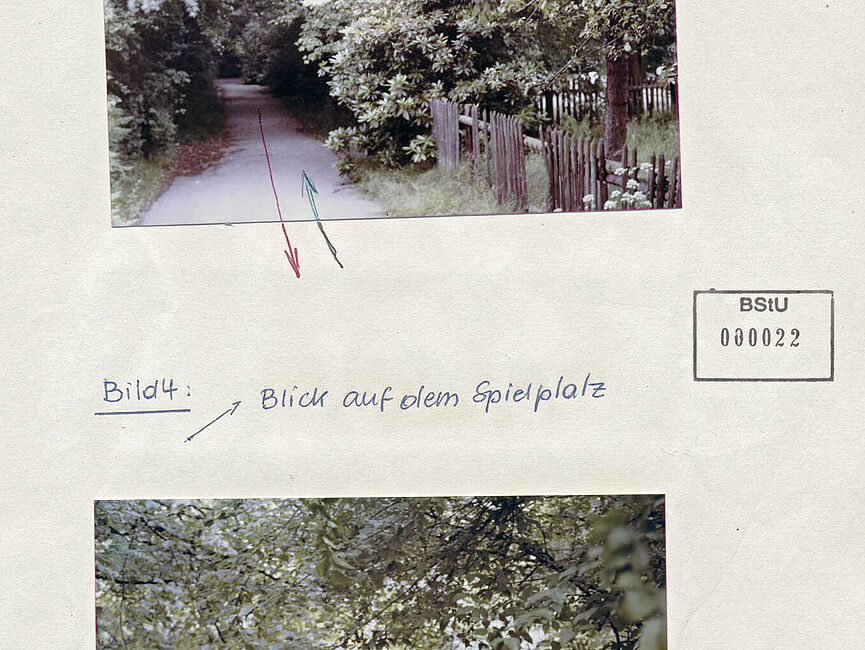 BStU
000022
Bild4: Blick auf dem Spielplatz